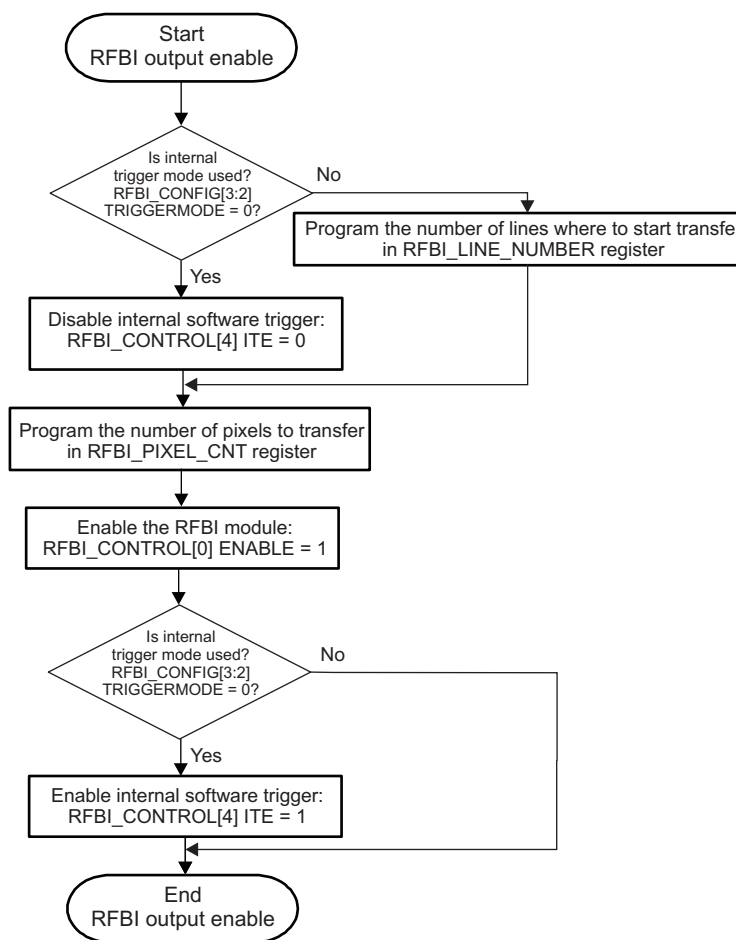 Start
RFBI output enable
Is internal
trigger mode used?
RFBI_CONFIG[3:2]
TRIGGERMODE = 0?
No
Program the number of lines where to start transfer
in RFBI_LINE_NUMBER register
Yes
Disable internal software trigger:
RFBI_CONTROL[4] ITE = 0
Program the number of pixels to transfer
in RFBI_PIXEL_CNT register
Enable the RFBI module:
RFBI_CONTROL[0] ENABLE = 1
Is internal
trigger mode used?
RFBI_CONFIG[3:2]
TRIGGERMODE = 0?
No
Yes
Enable internal software trigger:
RFBI_CONTROL[4] ITE = 1
End
RFBI output enable